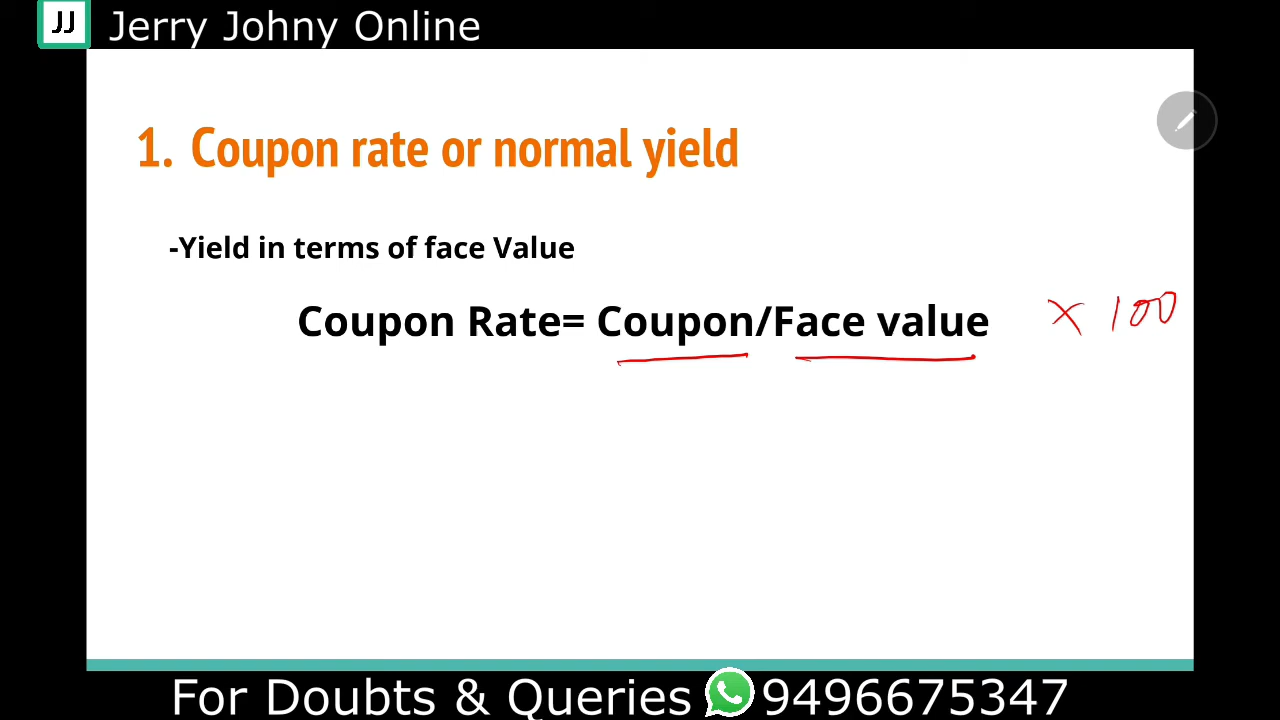 JJ Jerry Johny Online
1. Coupon rate or normal yield
-Yield in terms of face Value
Coupon Rate= Coupon/Face value × 100
For Doubts & Queries 9496675347